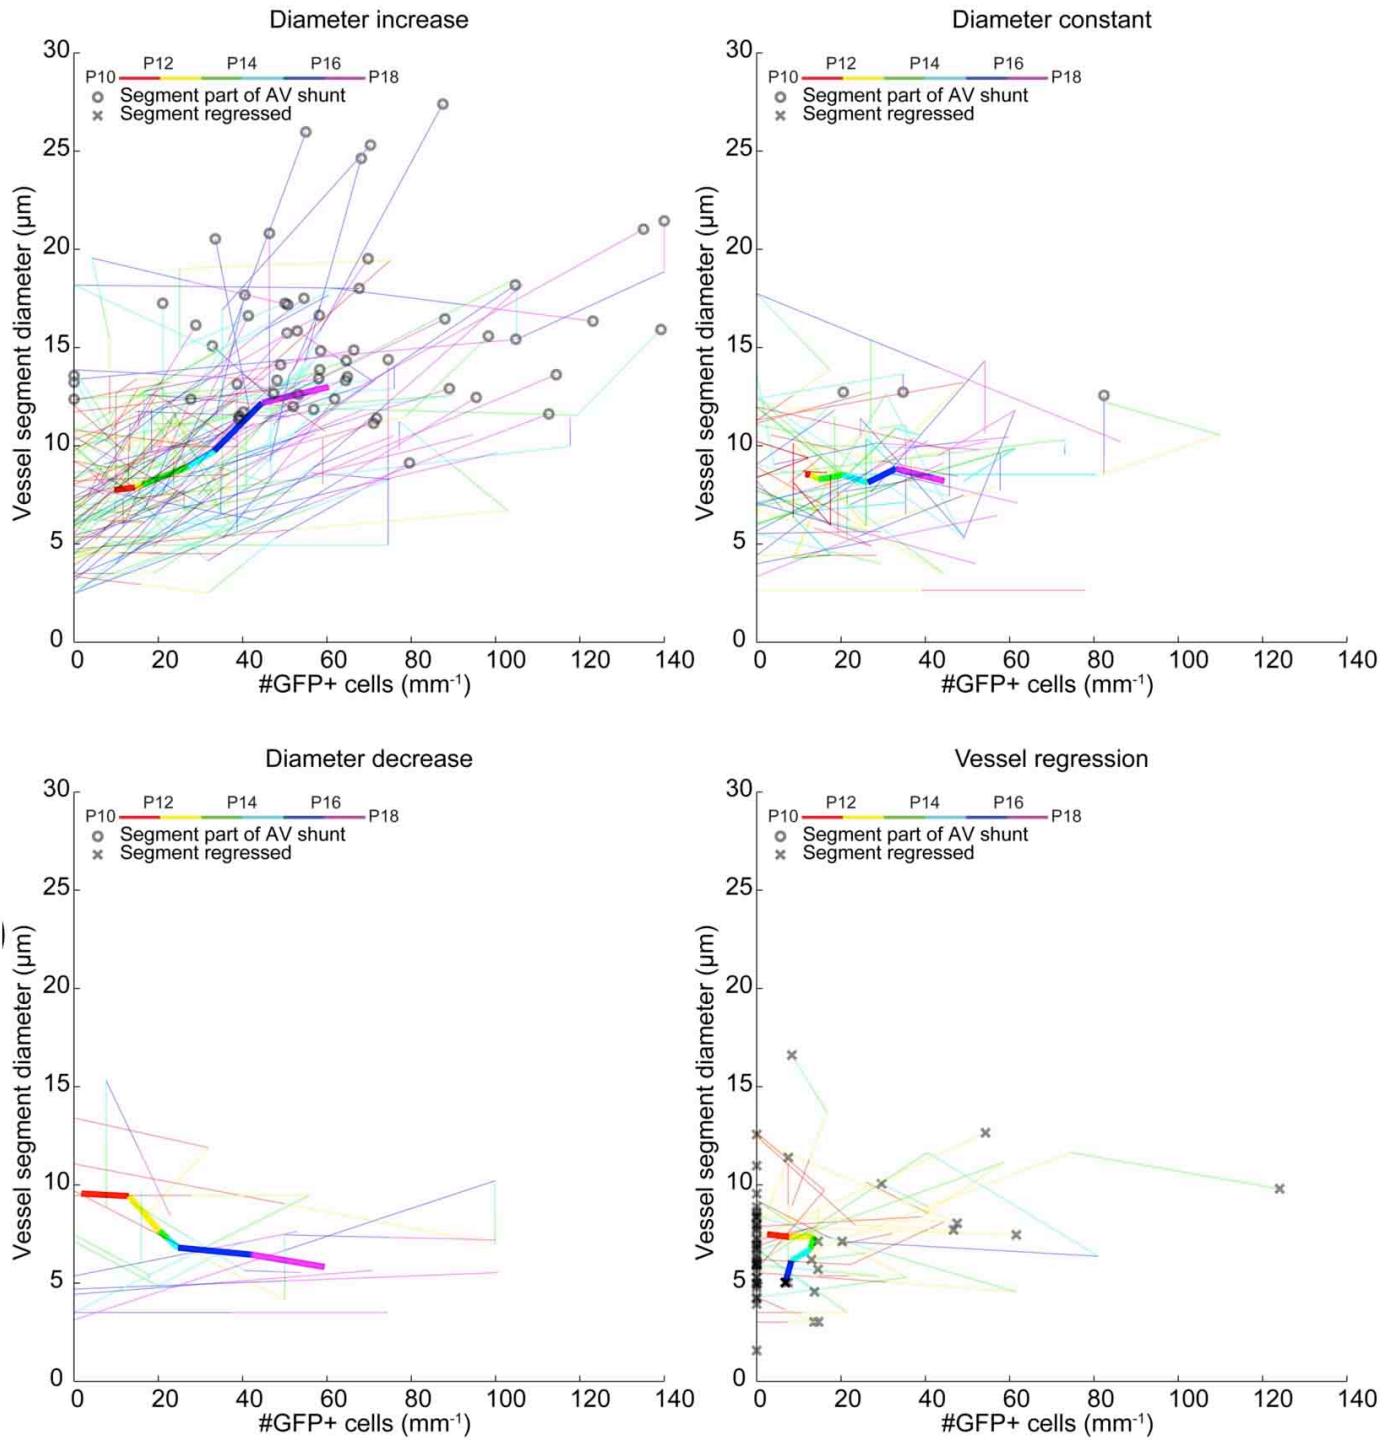 Diameter increase
30
25
20
15
10
5
0
Vessel segment diameter (µm)
P10 P12 P14 P16 P18
Segment part of AV shunt
Segment regressed
0 20 40 60 80 100 120 140
#GFP+ cells (mm⁻¹)
Diameter constant
30
25
20
15
10
5
0
Vessel segment diameter (µm)
P10 P12 P14 P16 P18
Segment part of AV shunt
Segment regressed
0 20 40 60 80 100 120 140
#GFP+ cells (mm⁻¹)
Diameter decrease
30
25
20
15
10
5
0
Vessel segment diameter (µm)
P10 P12 P14 P16 P18
Segment part of AV shunt
Segment regressed
0 20 40 60 80 100 120 140
#GFP+ cells (mm⁻¹)
Vessel regression
30
25
20
15
10
5
0
Vessel segment diameter (µm)
P10 P12 P14 P16 P18
Segment part of AV shunt
Segment regressed
0 20 40 60 80 100 120 140
#GFP+ cells (mm⁻¹)